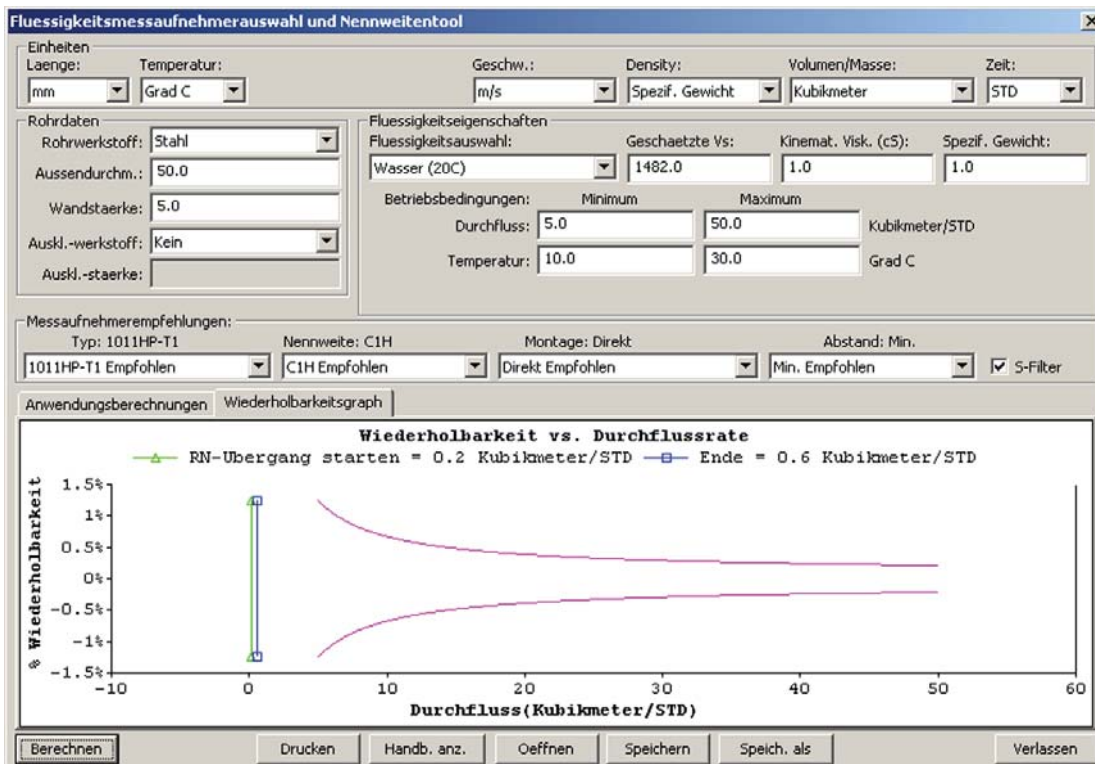 Fluessigkeitsmessaufnehmerauswahl und Nennweitentool
Einheiten
Laenge: Temperatur: Geschw.: Density: Volumen/Masse: Zeit:
mm Grad C m/s Spezif. Gewicht Kubikmeter STD
Rohrdaten
Rohrwerkstoff: Stahl
Aussendurchm.: 50.0
Wandstaerke: 5.0
Auskl.-werkstoff: Kein
Auskl.-staerke:
Fluessigkeitseigenschaften
Fluessigkeitsauswahl: Geschaetzte Vs: Kinemat. Visk. (cS): Spezif. Gewicht:
Wasser (20C) 1482.0 1.0 1.0
Betriebsbedingungen: Minimum Maximum
Durchfluss: 5.0 50.0 Kubikmeter/STD
Temperatur: 10.0 30.0 Grad C
Messaufnehmerempfehlungen:
Typ: 1011HP-T1 Nennweite: C1H Montage: Direkt Abstand: Min.
1011HP-T1 Empfohlen C1H Empfohlen Direkt Empfohlen Min. Empfohlen S-Filter
Anwendungsberechnungen Wiederholbarkeitsgraph
Wiederholbarkeit vs. Durchflussrate
RN-Ubergang starten = 0.2 Kubikmeter/STD Ende = 0.6 Kubikmeter/STD
% Wiederholbarkeit
1.5%
1%
0.5%
0%
-0.5%
-1%
-1.5%
-10 0 10 20 30 40 50 60
Durchfluss(Kubikmeter/STD)
Berechnen Drucken Handb. anz. Oeffnen Speichern Speich. als Verlassen